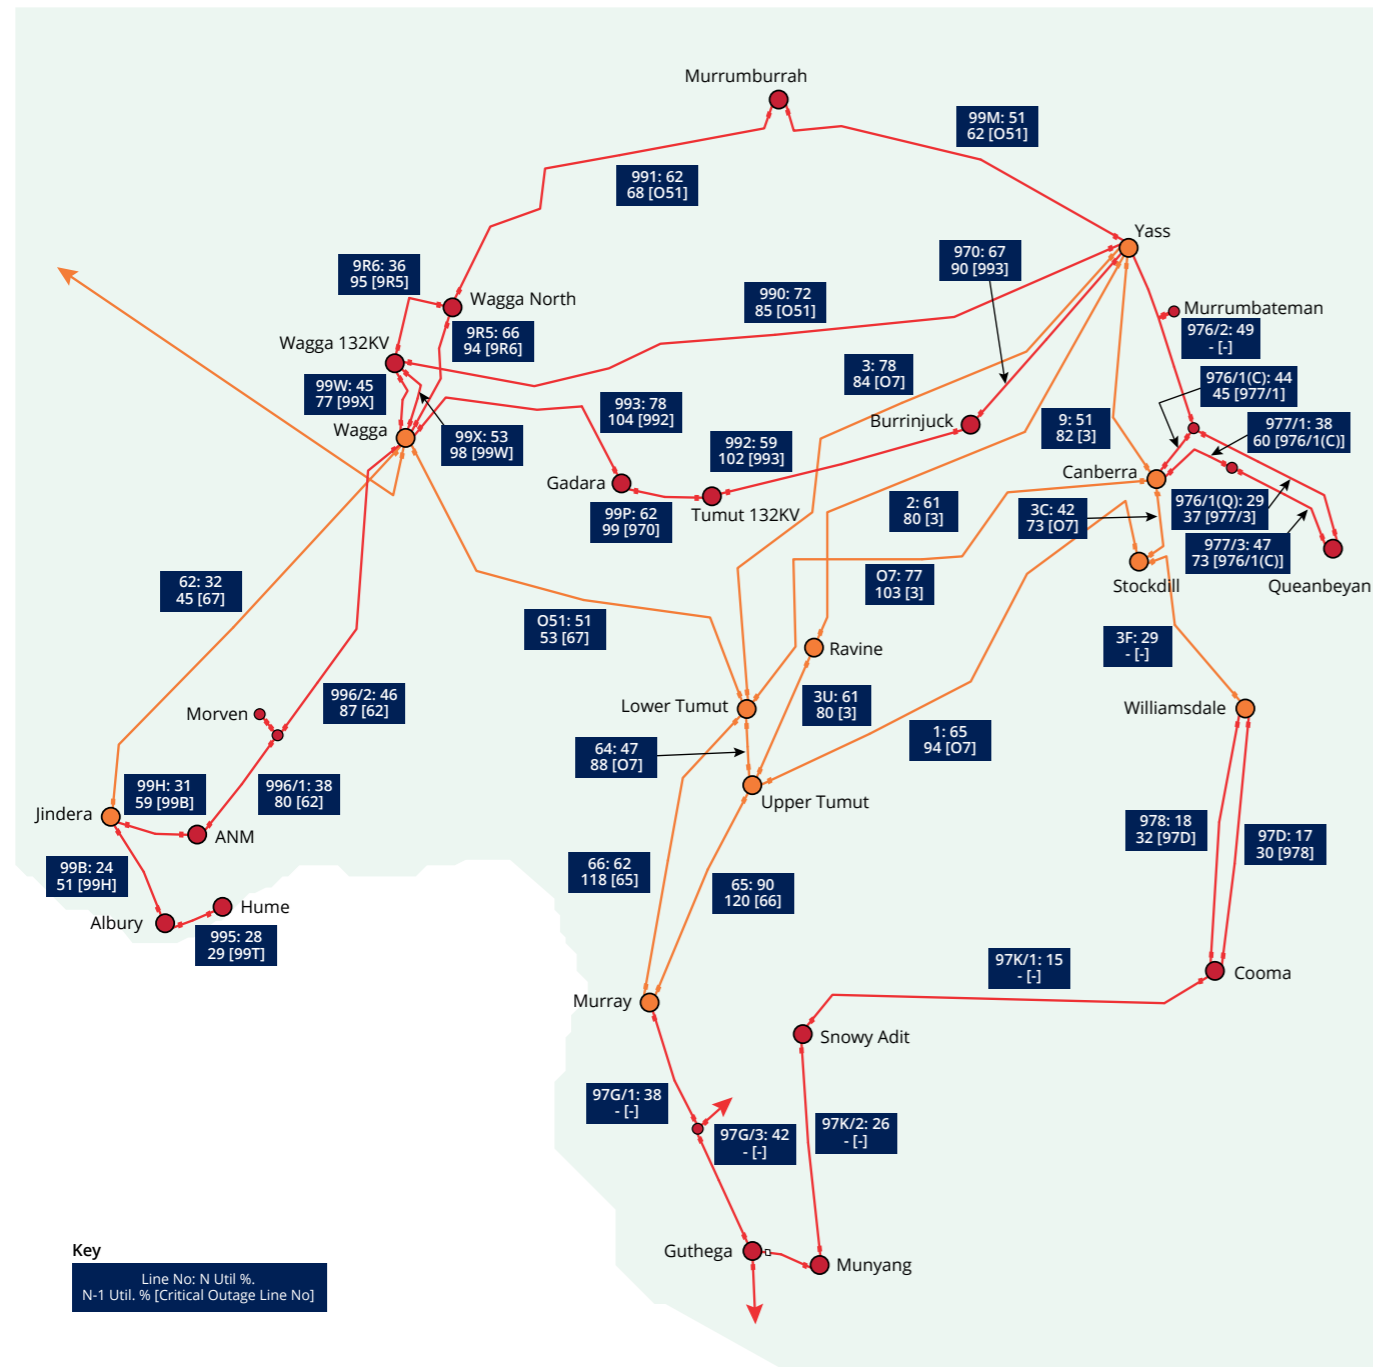 Murrumburrah
99M: 51
62 [O51]
991: 62
68 [O51]
Yass
970: 67
90 [993]
9R6: 36
95 [9R5]
Wagga North
990: 72
85 [O51]
Murrumbateman
976/2: 49
- [-]
9R5: 66
94 [9R6]
Wagga 132KV
3: 78
84 [O7]
976/1(C): 44
45 [977/1]
99W: 45
77 [99X]
993: 78
104 [992]
Burrinjuck
9: 51
82 [3]
977/1: 38
60 [976/1(C)]
Wagga
99X: 53
98 [99W]
992: 59
102 [993]
Canberra
Gadara
Tumut 132KV
99P: 62
99 [970]
2: 61
80 [3]
3C: 42
73 [O7]
976/1(Q): 29
37 [977/3]
977/3: 47
73 [976/1(C)]
62: 32
45 [67]
O7: 77
103 [3]
Stockdill
Queanbeyan
O51: 51
53 [67]
3F: 29
- [-]
Ravine
996/2: 46
87 [62]
Morven
Lower Tumut
3U: 61
80 [3]
Williamsdale
1: 65
94 [O7]
64: 47
88 [O7]
99H: 31
59 [99B]
996/1: 38
80 [62]
Upper Tumut
Jindera
ANM
978: 18
32 [97D]
97D: 17
30 [978]
99B: 24
51 [99H]
66: 62
118 [65]
65: 90
120 [66]
Hume
Albury
995: 28
29 [99T]
97K/1: 15
- [-]
Cooma
Murray
Snowy Adit
97G/1: 38
- [-]
97G/3: 42
- [-]
97K/2: 26
- [-]
Guthega
Munyang
Key
Line No: N Util %.
N-1 Util. % [Critical Outage Line No]